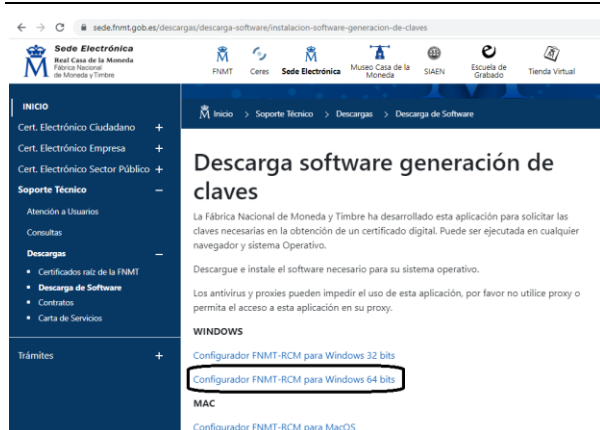 sede.fnmt.gob.es/descargas/descarga-software/instalacion-software-generacion-de-claves
Sede Electrónica
Real Casa de la Moneda
Fábrica Nacional
de Moneda y Timbre
FNMT
Ceres
Sede Electrónica
Museo Casa de la
Moneda
SIAEN
Escuela de
Grabado
Tienda Virtual
INICIO
Cert. Electrónico Ciudadano +
Cert. Electrónico Empresa +
Cert. Electrónico Sector Público +
Soporte Técnico −
Atención a Usuarios
Consultas
Descargas −
Certificados raíz de la FNMT
Descarga de Software
Contratos
Carta de Servicios
Trámites +
Inicio > Soporte Técnico > Descargas > Descarga de Software
Descarga software generación de
claves
La Fábrica Nacional de Moneda y Timbre ha desarrollado esta aplicación para solicitar las
claves necesarias en la obtención de un certificado digital. Puede ser ejecutada en cualquier
navegador y sistema Operativo.
Descargue e instale el software necesario para su sistema operativo.
Los antivirus y proxies pueden impedir el uso de esta aplicación, por favor no utilice proxy o
permita el acceso a esta aplicación en su proxy.
WINDOWS
Configurador FNMT-RCM para Windows 32 bits
Configurador FNMT-RCM para Windows 64 bits
MAC
Configurador FNMT-RCM para MacOS